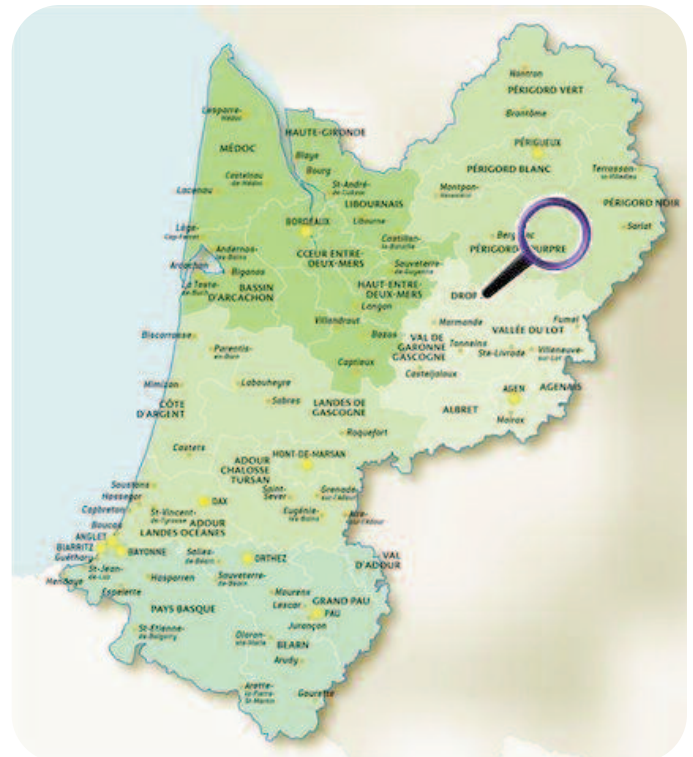 Nontron
PÉRIGORD VERT
Brantôme
PÉRIGUEUX
PÉRIGORD BLANC
Terrasson-
la-Villedieu
Montpon-
PÉRIGORD NOIR
Sarlat
Lesparre-
Médoc
HAUTE-GIRONDE
MÉDOC
Blaye
Bourg
Castelnau
de Médoc
St-André-
de Cubzac
Lacanau
LIBOURNAIS
BORDEAUX
Libourne
Lège-
Cap-Ferret
Castillon-
la-Bataille
PÉRIGORD
Andernos-
les-Bains
CŒUR ENTRE-
DEUX-MERS
Arcachon
Biganos
Sauveterre-
de-Guyenne
La Teste-
de-Buch
BASSIN
D'ARCACHON
HAUT-ENTRE-
DEUX-MERS
DROP
Langon
Villandraut
Marmande
Fumel
VALLÉE DU LOT
Biscarrosse
Bazas
VAL DE
GARONNE
GASCOGNE
Tonneins
Ste-Livrade
Villeneuve-
sur-Lot
Parentis-
en-Born
Captieux
Casteljaloux
Mimizan
Labouheyre
AGEN
AGENAIS
CÔTE
D'ARGENT
Sabres
LANDES DE
GASCOGNE
ALBRET
Moirax
Roquefort
Castets
MONT-DE-MARSAN
ADOUR
CHALOSSE
TURSAN
Soustons
Hossegor
Capbreton
Saint-
Sever
Grenade-
sur-l'Adour
DAX
St-Vincent-
de-Tyrosse
Eugénie-
les-Bains
Aire-
sur-l'Adour
Boucau
ADOUR
LANDES OCÉANES
ANGLET
BIARRITZ
BAYONNE
Guéthary
Salies-
de-Béarn
ORTHEZ
VAL
D'ADOUR
St-Jean-
de-Luz
Hendaye
Hasparren
Sauveterre-
de-Béarn
Espelette
Mourenx
PAYS BASQUE
Lescar
GRAND PAU
PAU
St-Etienne-
de-Baïgorry
Jurançon
Oloron-
Ste-Marie
BEARN
Arudy
Arette-
la-Pierre-
St-Martin
Gourette